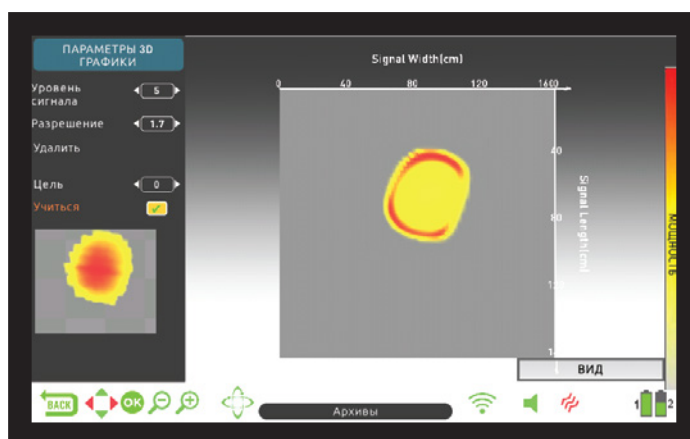 ПАРАМЕТРЫ 3D
ГРАФИКИ
Уровень
сигнала
5
Разрешение
1.7
Удалить
Цель
0
Учиться
Signal Width(cm)
0 40 80 120 160
40
80
Signal Length(cm)
МОЩНОСТЬ
ВИД
BACK
OK
Архивы
1
2